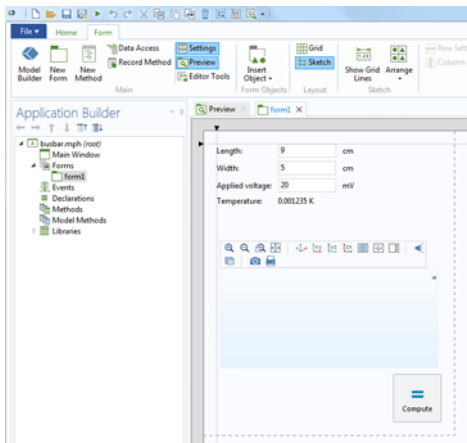 File
Home
Form
Model Builder
New Form
New Method
Data Access
Record Method
Settings
Preview
Editor Tools
Insert Object
Grid
Sketch
Show Grid Lines
Arrange
Row Sett
Column
Main
Form Objects
Layout
Sketch
Application Builder
Preview
form1
busbar.mph (root)
Main Window
Forms
form1
Events
Declarations
Methods
Model Methods
Libraries
Length: 9 cm
Width: 5 cm
Applied voltage: 20 mV
Temperature: 0.001235 K
Compute